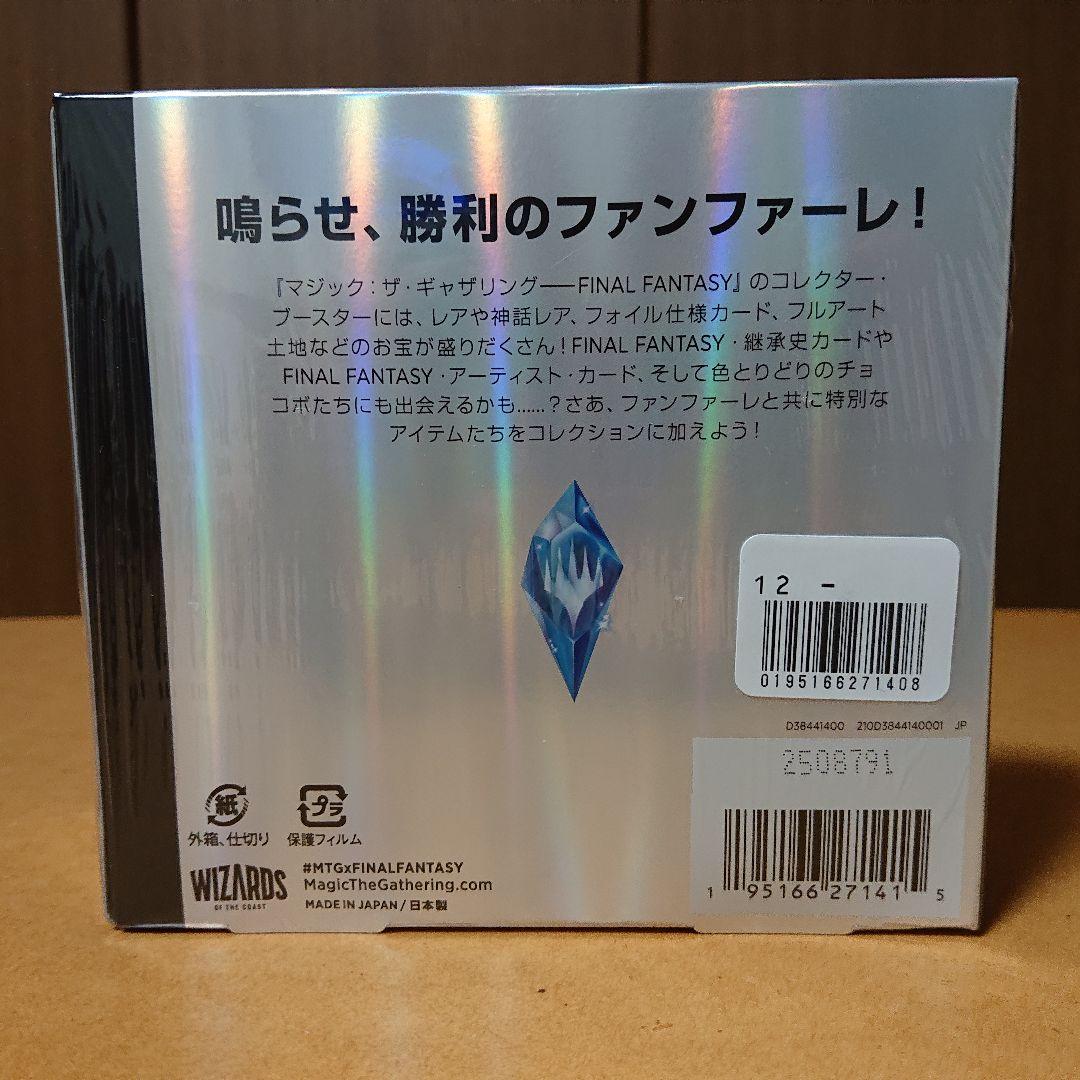 鳴らせ、勝利のファンファーレ！
『マジック：ザ・ギャザリング——FINAL FANTASY』のコレクター・
ブースターには、レアや神話レア、フォイル仕様カード、フルアート
土地などのお宝が盛りだくさん！FINAL FANTASY・継承史カードや
FINAL FANTASY・アーティスト・カード、そして色とりどりのチョ
コボたちにも出会えるかも……？さあ、ファンファーレと共に特別な
アイテムたちをコレクションに加えよう！
12 -
0195166271408
D38441400 210D3844140001 JP
2508791
1 95166 27141 5
紙
プラ
外箱、仕切り
保護フィルム
WIZARDS
OF THE COAST
#MTGxFINALFANTASY
MagicTheGathering.com
MADE IN JAPAN / 日本製